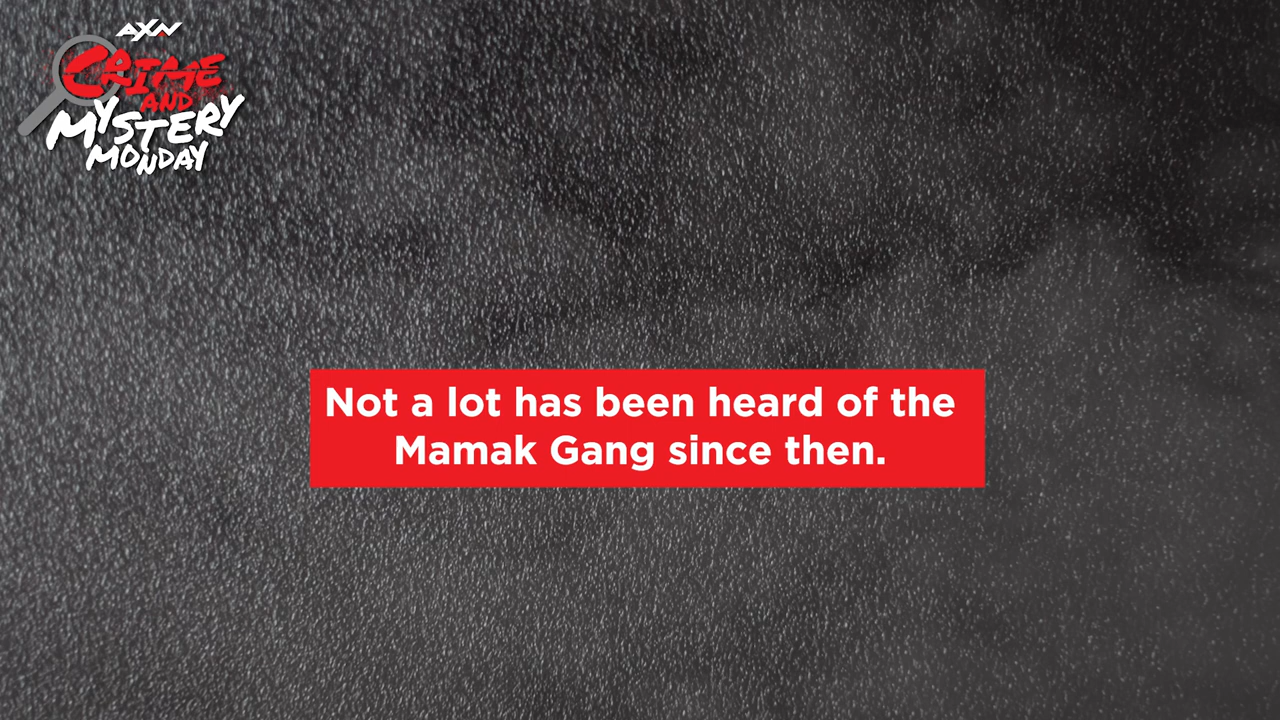 AXN
CRIME
AND
MYSTERY
MONDAY
Not a lot has been heard of the
Mamak Gang since then.